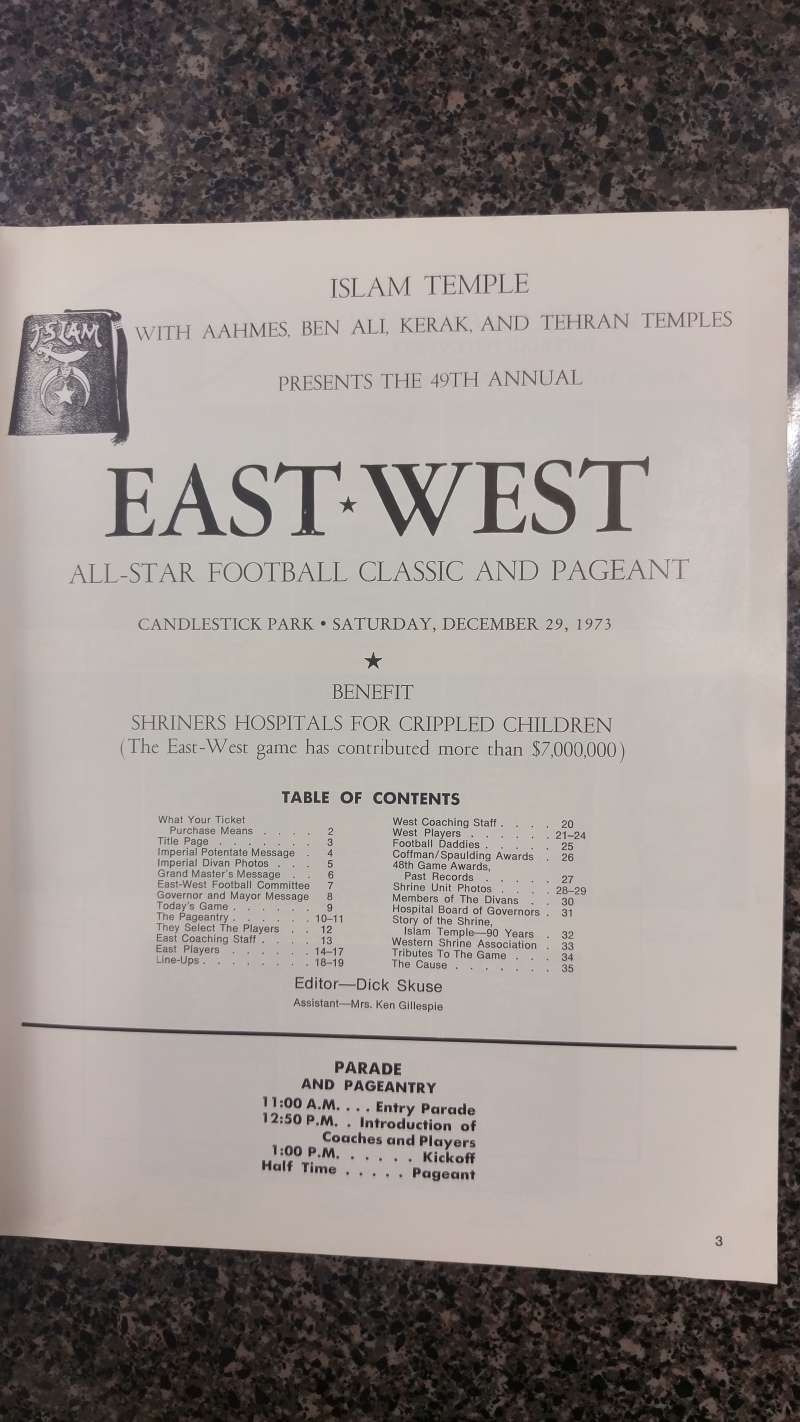 ISLAM TEMPLE
ISLAM
WITH AAHMES, BEN ALI, KERAK, AND TEHRAN TEMPLES
PRESENTS THE 49TH ANNUAL
EAST★WEST
ALL-STAR FOOTBALL CLASSIC AND PAGEANT
CANDLESTICK PARK • SATURDAY, DECEMBER 29, 1973
★
BENEFIT
SHRINERS HOSPITALS FOR CRIPPLED CHILDREN
(The East-West game has contributed more than $7,000,000)
TABLE OF CONTENTS
What Your Ticket
Purchase Means . . . . 2
Title Page . . . . . . . 3
Imperial Potentate Message . 4
Imperial Divan Photos . . . 5
Grand Master's Message . . 6
East-West Football Committee 7
Governor and Mayor Message 8
Today's Game . . . . . . 9
The Pageantry . . . . . . 10–11
They Select The Players . . 12
East Coaching Staff . . . . 13
East Players . . . . . . 14–17
Line-Ups . . . . . . . . 18–19
West Coaching Staff . . . . 20
West Players . . . . . . 21–24
Football Daddies . . . . . 25
Coffman/Spaulding Awards . 26
48th Game Awards,
Past Records . . . . . 27
Shrine Unit Photos . . . . 28–29
Members of The Divans . . 30
Hospital Board of Governors . 31
Story of the Shrine,
Islam Temple—90 Years . 32
Western Shrine Association . 33
Tributes To The Game . . . 34
The Cause . . . . . . . 35
Editor—Dick Skuse
Assistant—Mrs. Ken Gillespie
PARADE
AND PAGEANTRY
11:00 A.M. . . . Entry Parade
12:50 P.M. . Introduction of
Coaches and Players
1:00 P.M. . . . . . . Kickoff
Half Time . . . . . Pageant
3